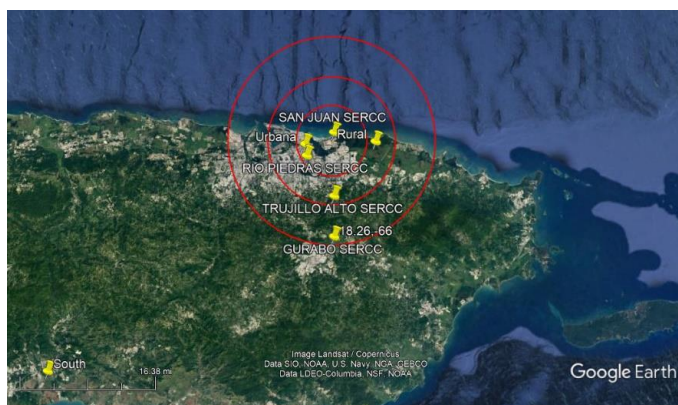 SAN JUAN SERCC
Urbana
Rural
RIO PIEDRAS SERCC
TRUJILLO ALTO SERCC
18.26,-66
GURABO SERCC
South
16.38 mi
Image Landsat / Copernicus
Data SIO, NOAA, U.S. Navy, NGA, GEBCO
Data LDEO-Columbia, NSF, NOAA
Google Earth